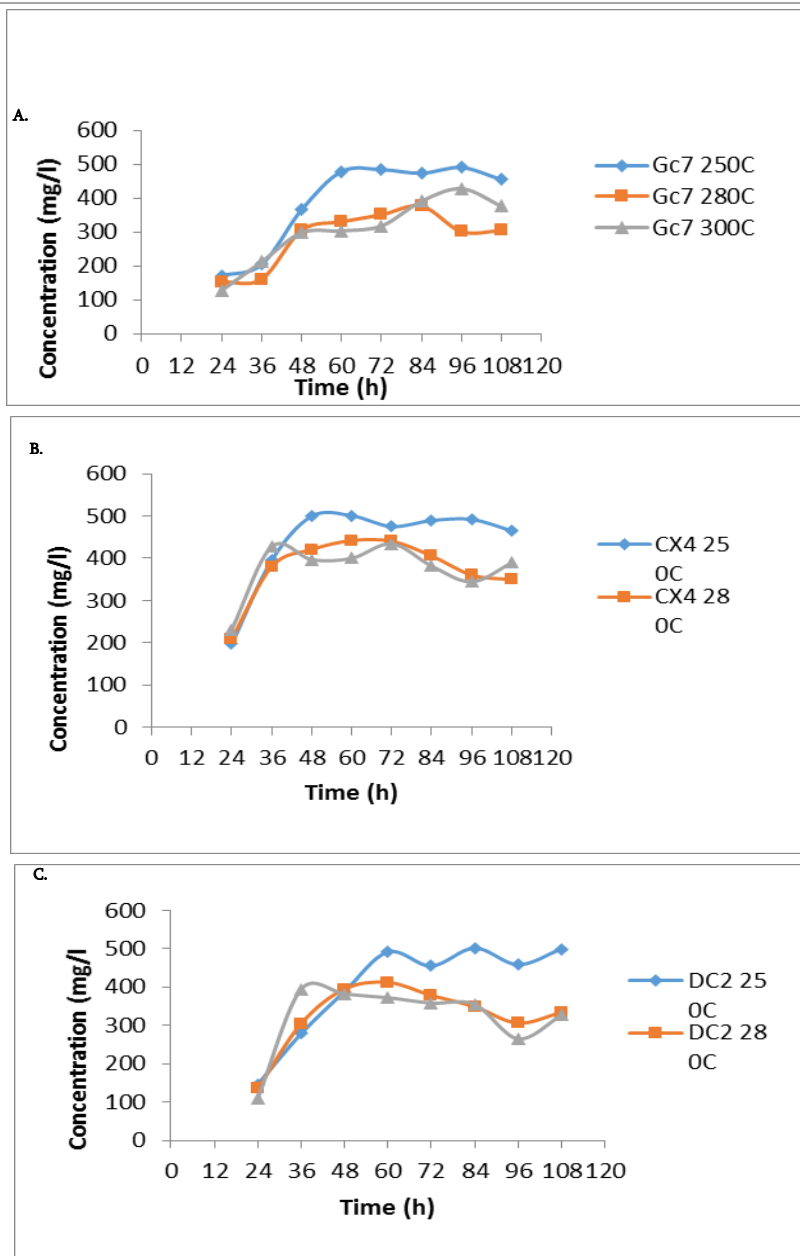 A.
600
500
400
300
200
100
0
Concentration (mg/l)
0 12 24 36 48 60 72 84 96 108120
Time (h)
Gc7 250C
Gc7 280C
Gc7 300C
B.
600
500
400
300
200
100
0
Concentration (mg/l)
0 12 24 36 48 60 72 84 96 108120
Time (h)
CX4 25
0C
CX4 28
0C
C.
600
500
400
300
200
100
0
Concentration (mg/l
0 12 24 36 48 60 72 84 96 108120
Time (h)
DC2 25
0C
DC2 28
0C